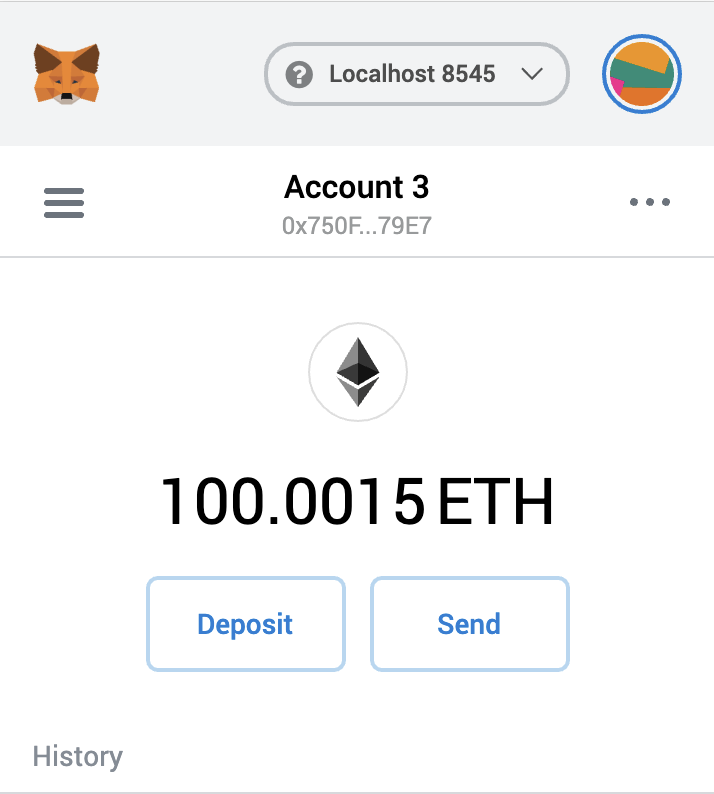 Localhost 8545
Account 3
0x750F...79E7
100.0015 ETH
Deposit
Send
History